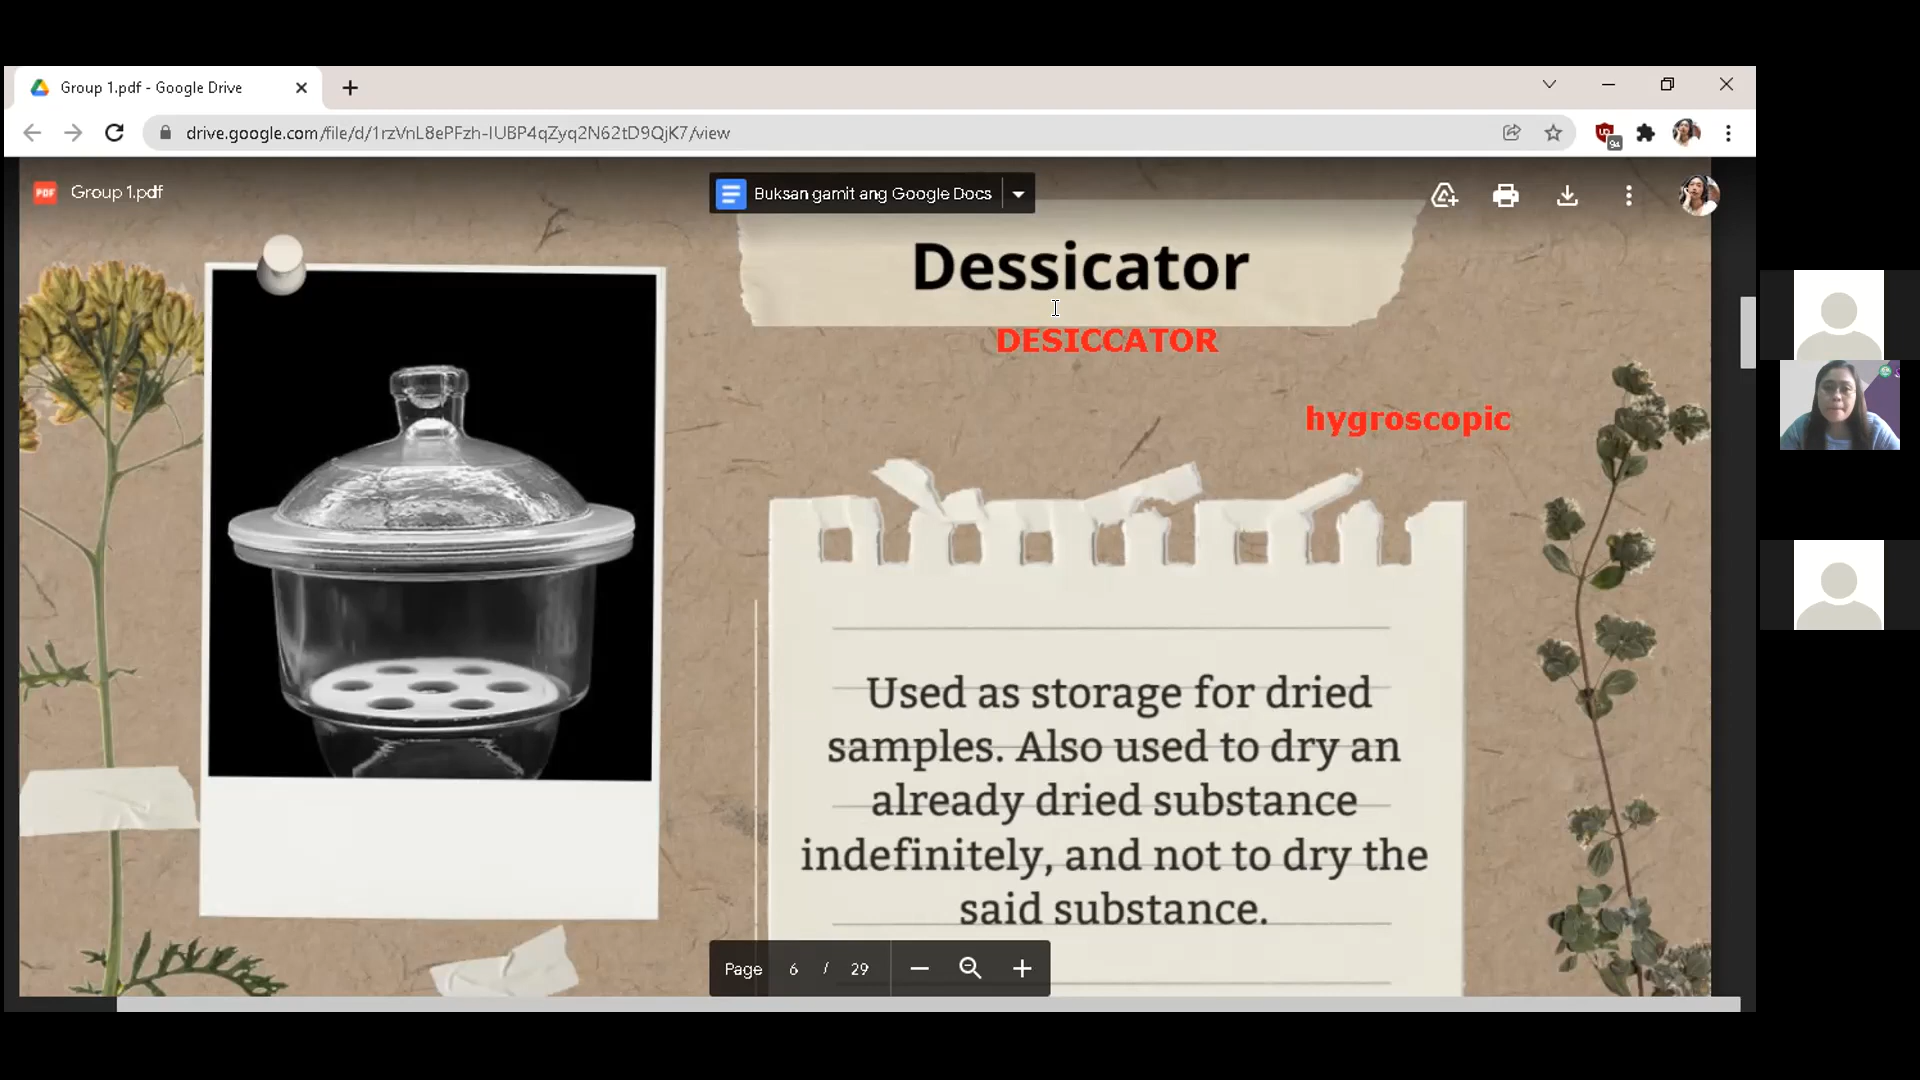 Group 1.pdf - Google Drive
drive.google.com/file/d/1rzVnL8ePFzh-IUBP4qZyq2N62tD9QjK7/view
94
PDF Group 1.pdf
Buksan gamit ang Google Docs
Dessicator
DESICCATOR
hygroscopic
Used as storage for dried
samples. Also used to dry an
already dried substance
indefinitely, and not to dry the
said substance.
Page 6 / 29